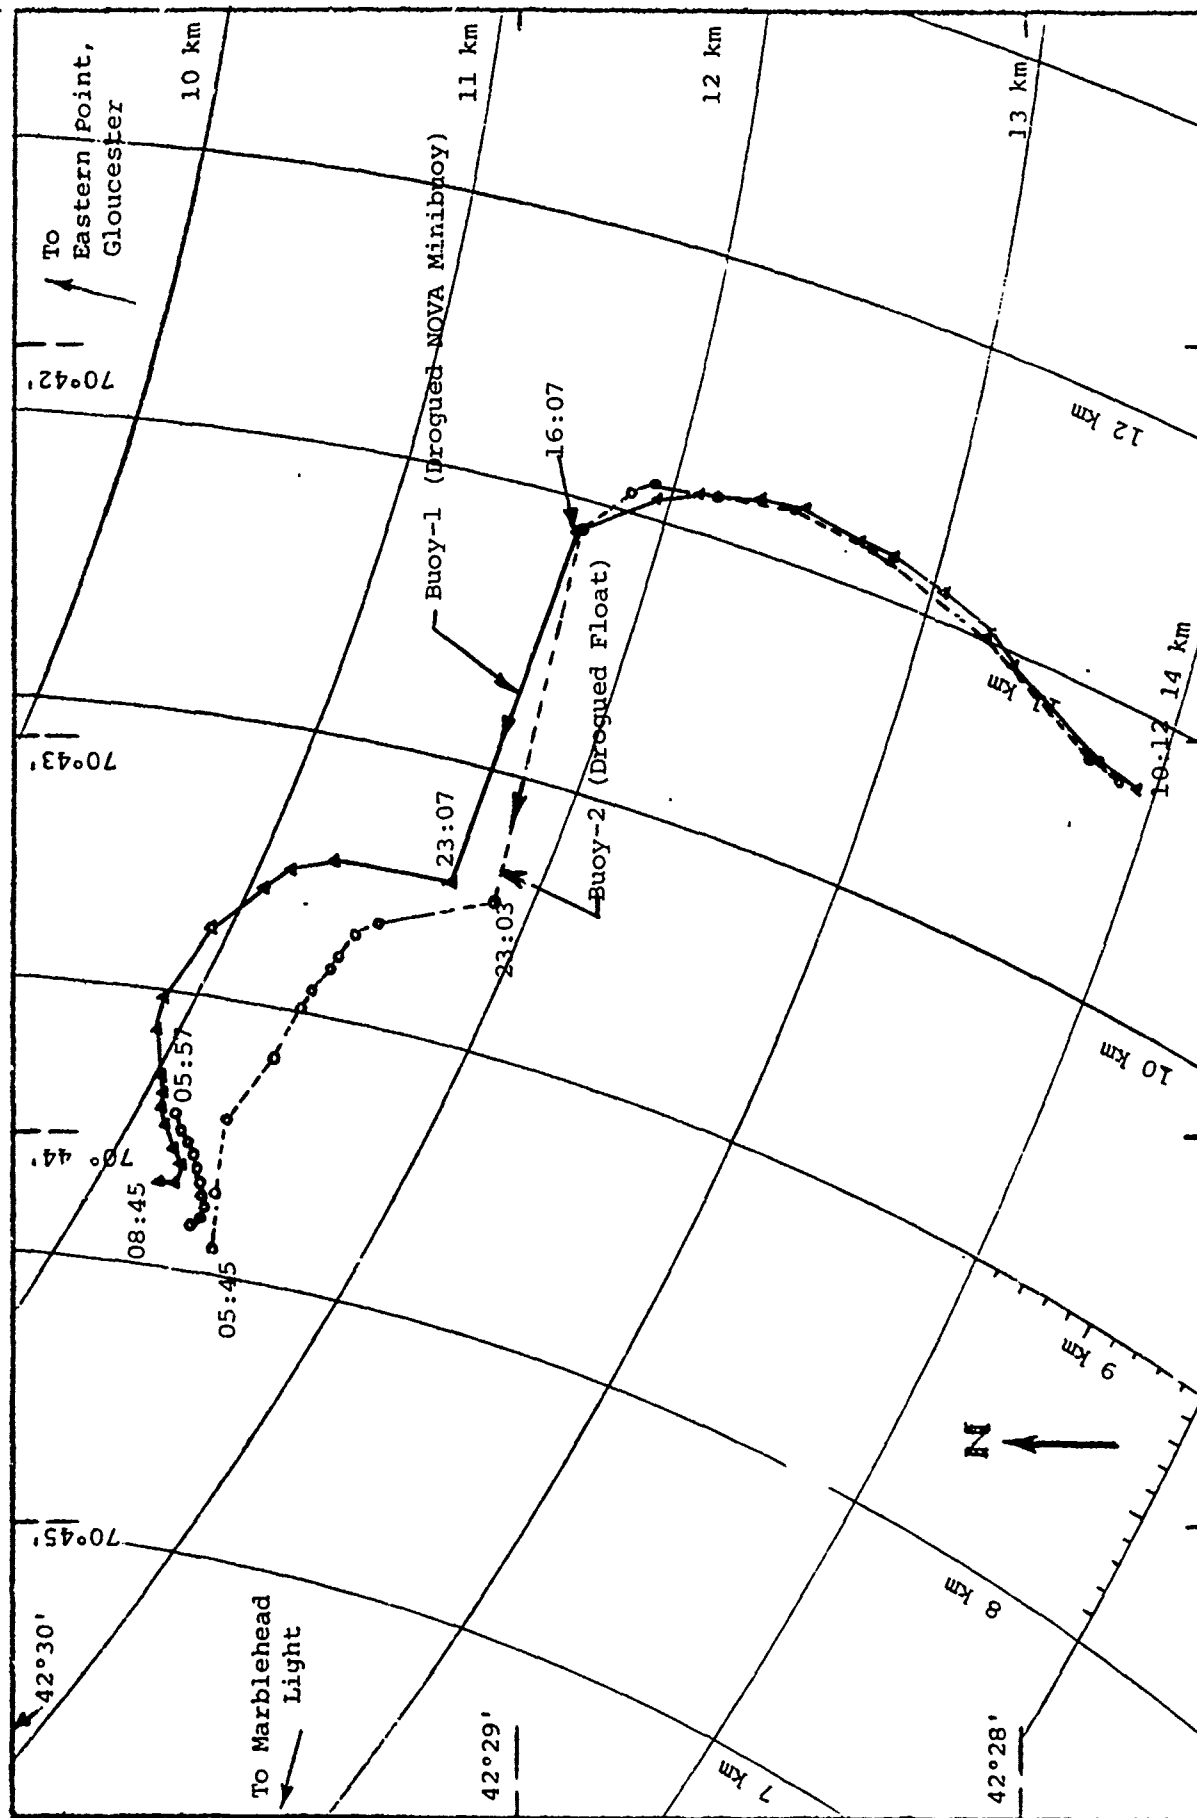 To
Eastern Point,
Gloucester
10 km
11 km
12 km
13 km
70°42'
Buoy-1 (Drogued NOVA Minibuoy)
16:07
12 km
Buoy-2 (Drogued Float)
11 km
14 km
10:12
70°43'
23:07
23:03
10 km
05:57
70° 44'
08:45
05:45
9 km
N
70°45'
8 km
42°30'
To Marblehead
Light
42°29'
7 km
42°28'